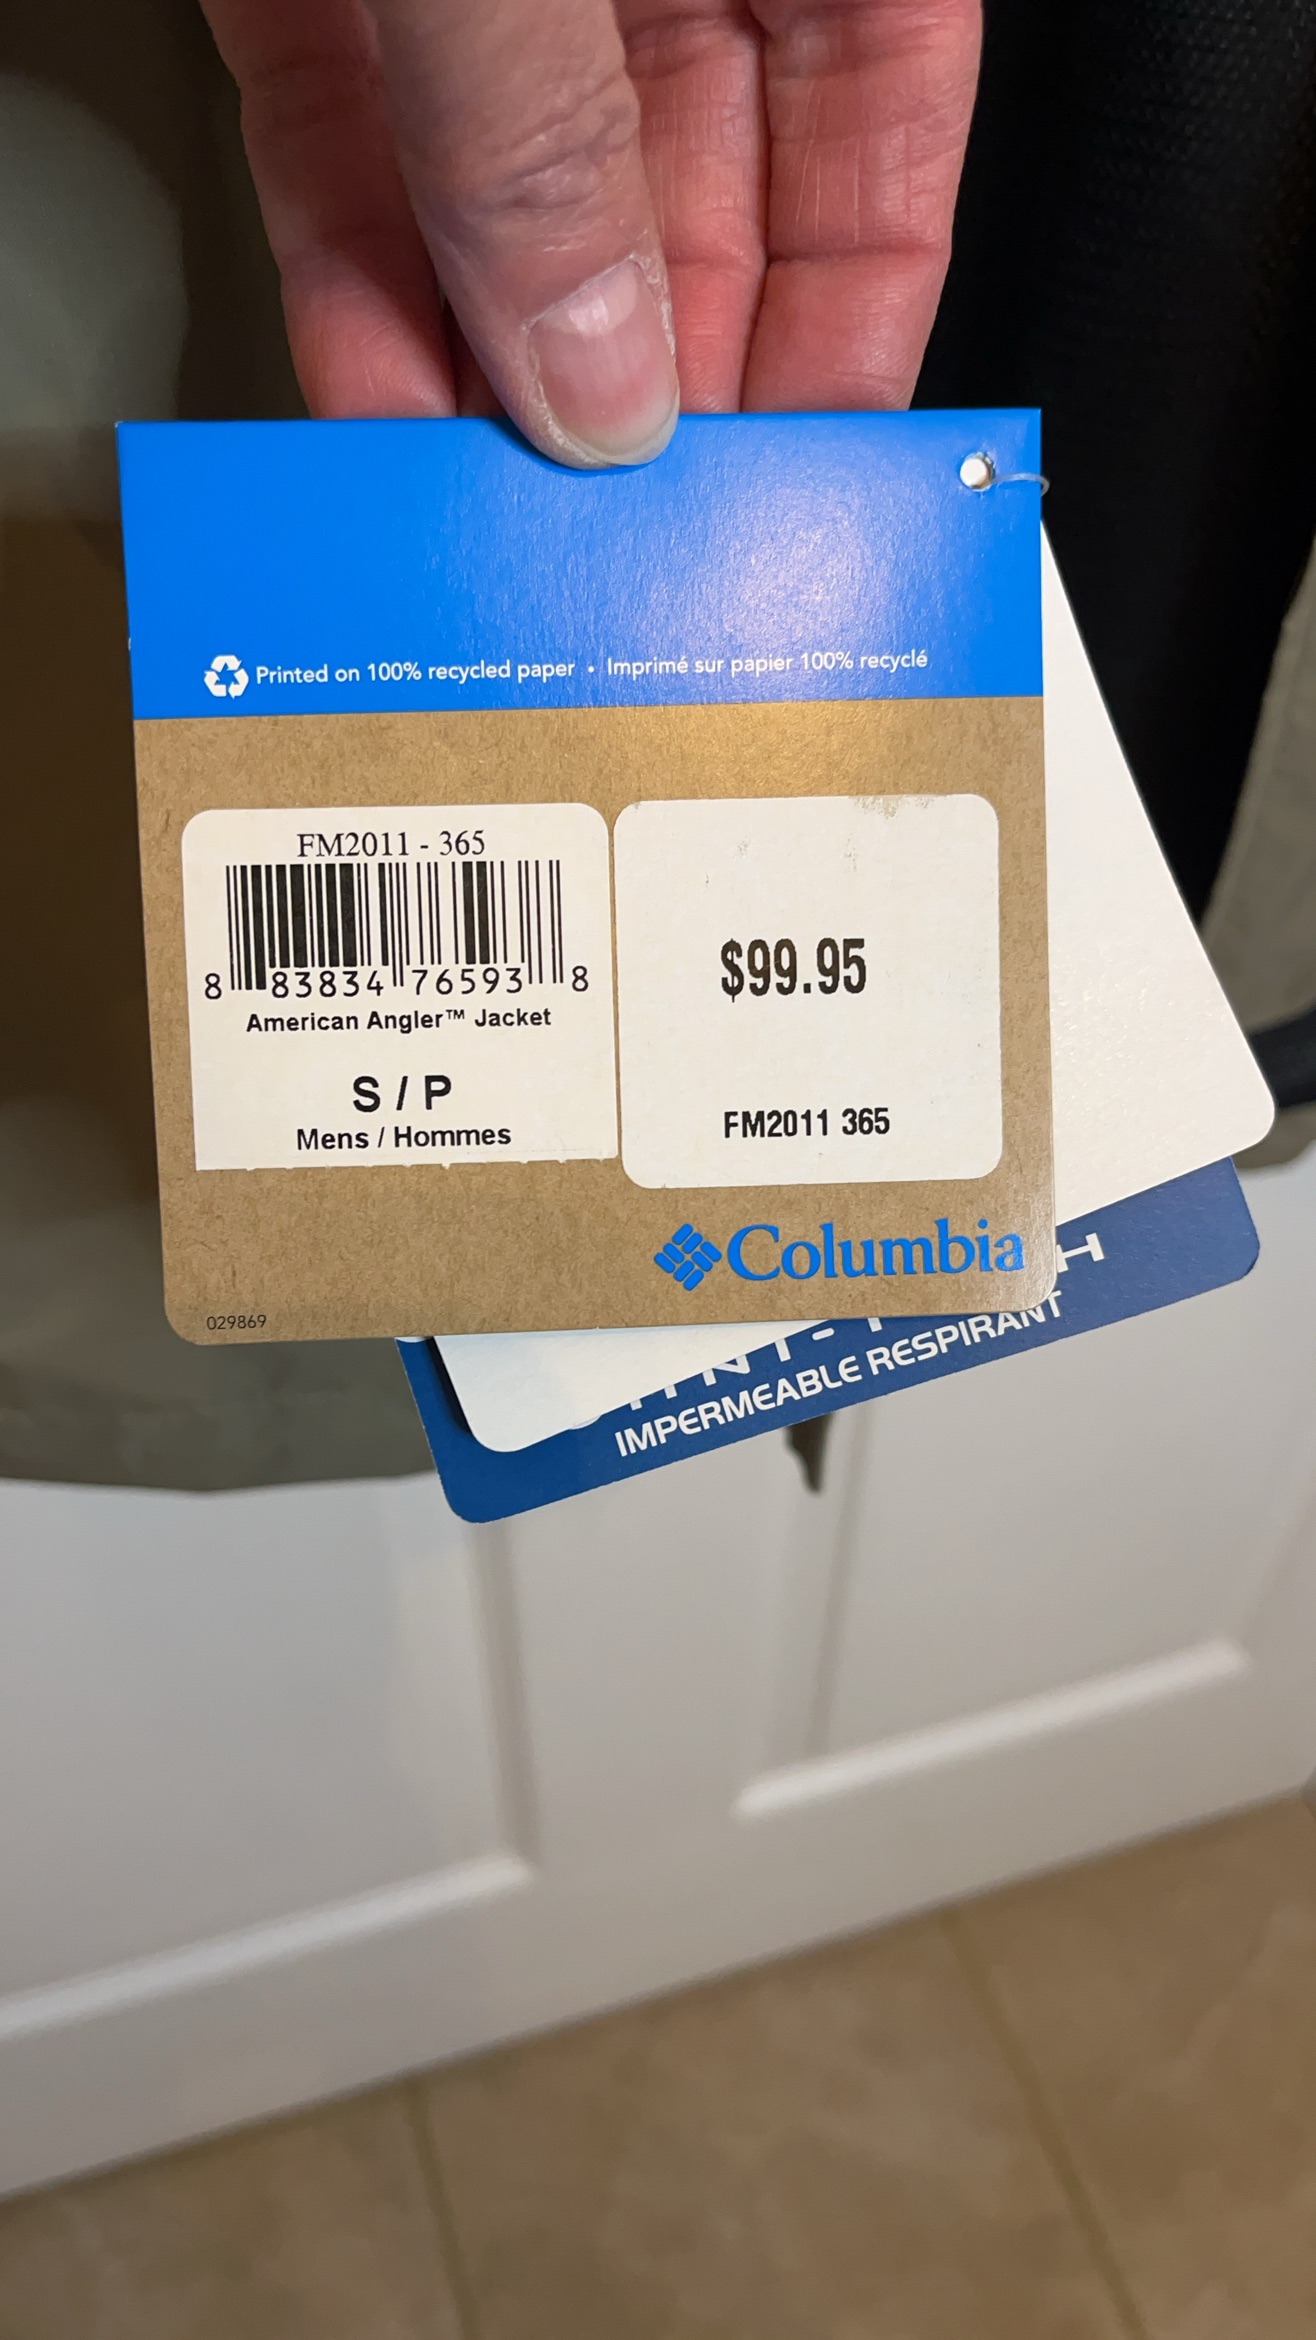 Printed on 100% recycled paper • Imprimé sur papier 100% recyclé
FM2011 - 365
8 83834 76593 8
American Angler™ Jacket
S / P
Mens / Hommes
$99.95
FM2011 365
Columbia
029869
IMPERMEABLE RESPIRANT